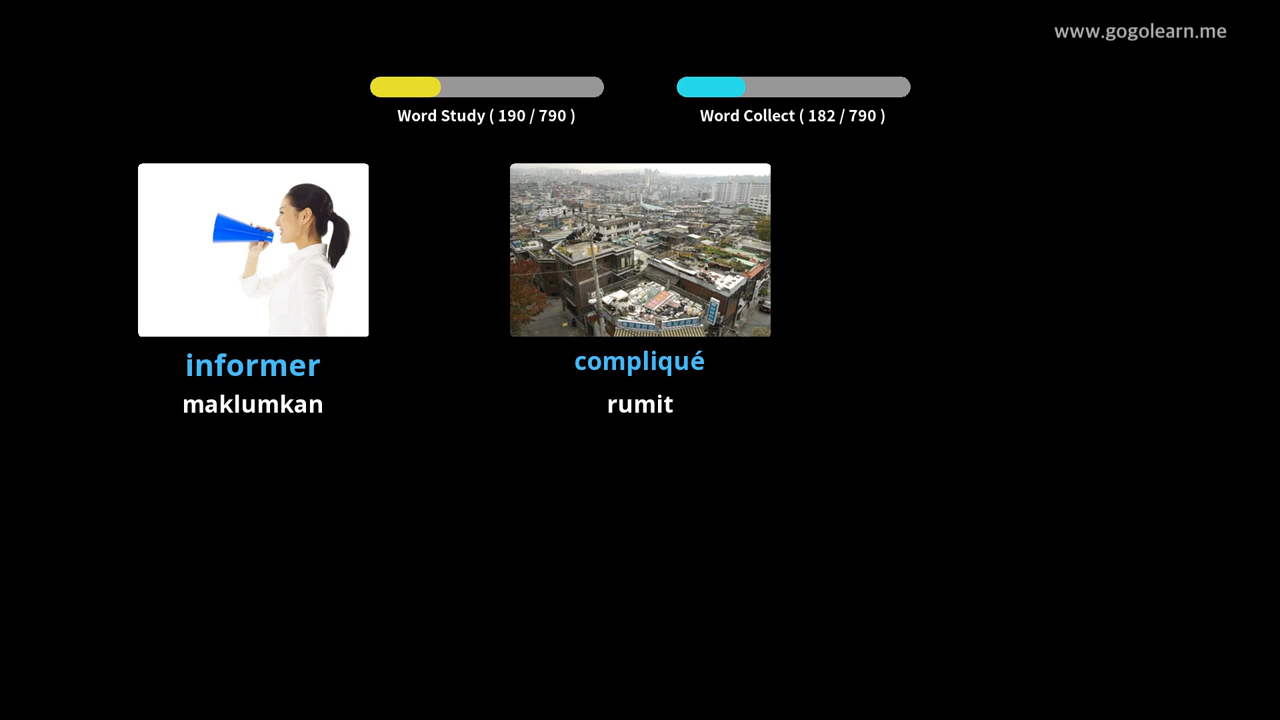 www.gogolearn.me
Word Study ( 190 / 790 )
Word Collect ( 182 / 790 )
informer
maklumkan
compliqué
rumit